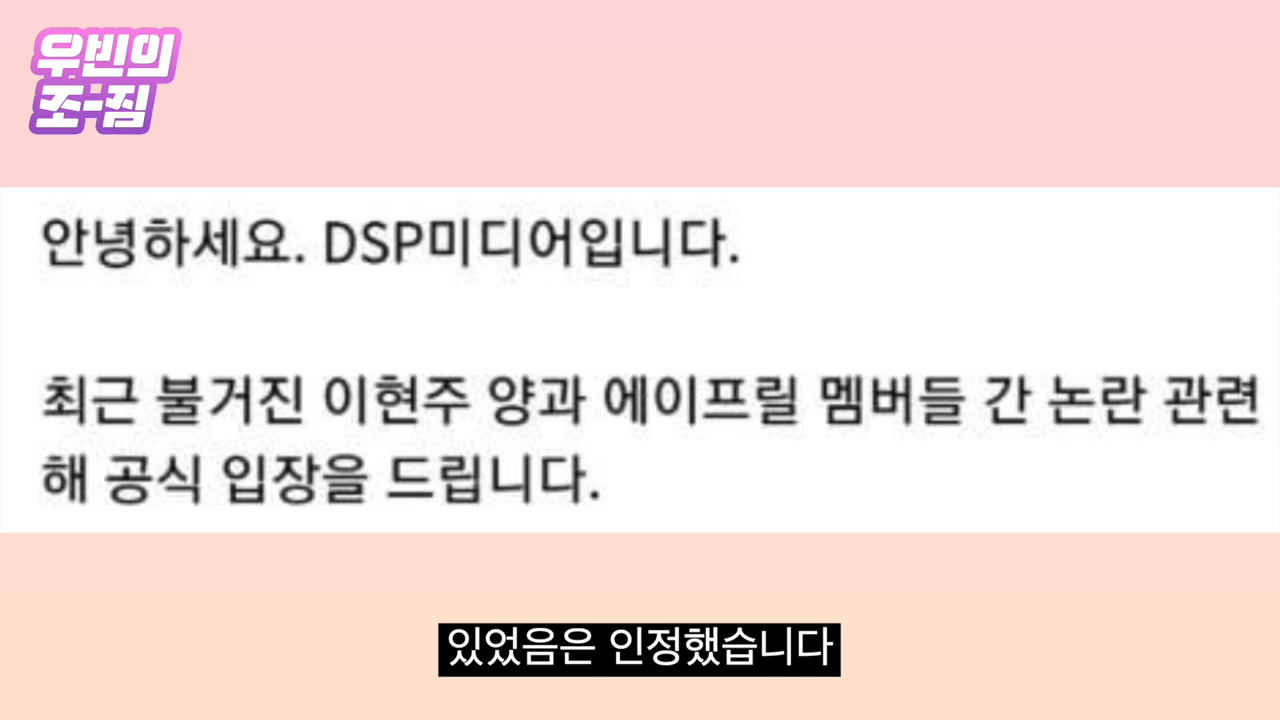 우빈의
조-짐
안녕하세요. DSP미디어입니다.
최근 불거진 이현주 양과 에이프릴 멤버들 간 논란 관련
해 공식 입장을 드립니다.
있었음은 인정했습니다